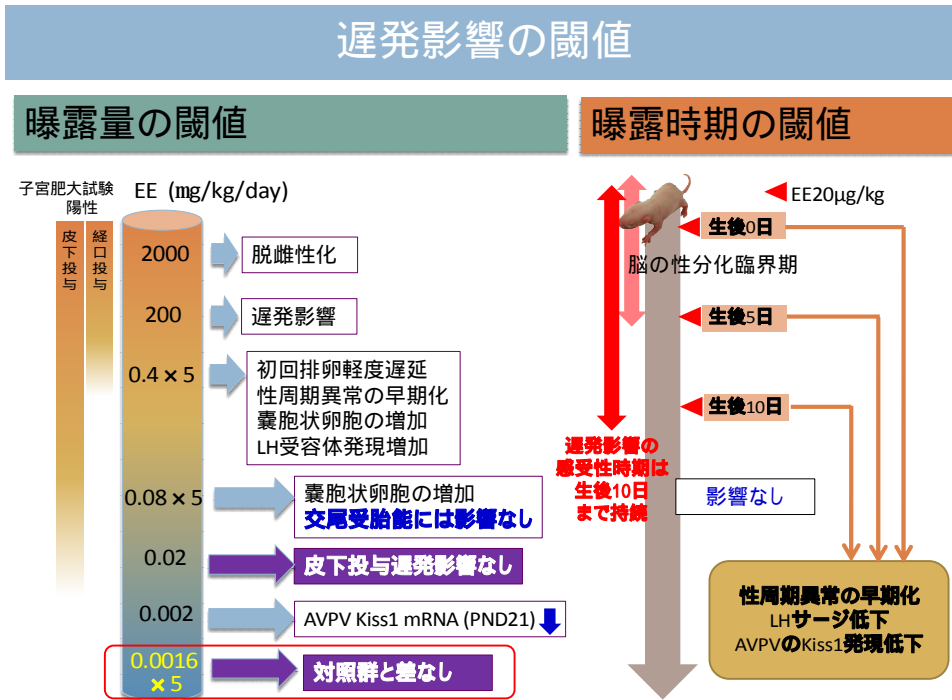 遅発影響の閾値
曝露量の閾値
子宮肥大試験
陽性
皮下投与
経口投与
EE (mg/kg/day)
2000
脱雌性化
200
遅発影響
0.4 × 5
初回排卵軽度遅延
性周期異常の早期化
嚢胞状卵胞の増加
LH受容体発現増加
0.08 × 5
嚢胞状卵胞の増加
交尾受胎能には影響なし
0.02
皮下投与遅発影響なし
0.002
AVPV Kiss1 mRNA (PND21)
0.0016
× 5
対照群と差なし
曝露時期の閾値
EE20µg/kg
生後0日
脳の性分化臨界期
生後5日
生後10日
遅発影響の
感受性時期は
生後10日
まで持続
影響なし
性周期異常の早期化
LHサージ低下
AVPVのKiss1発現低下